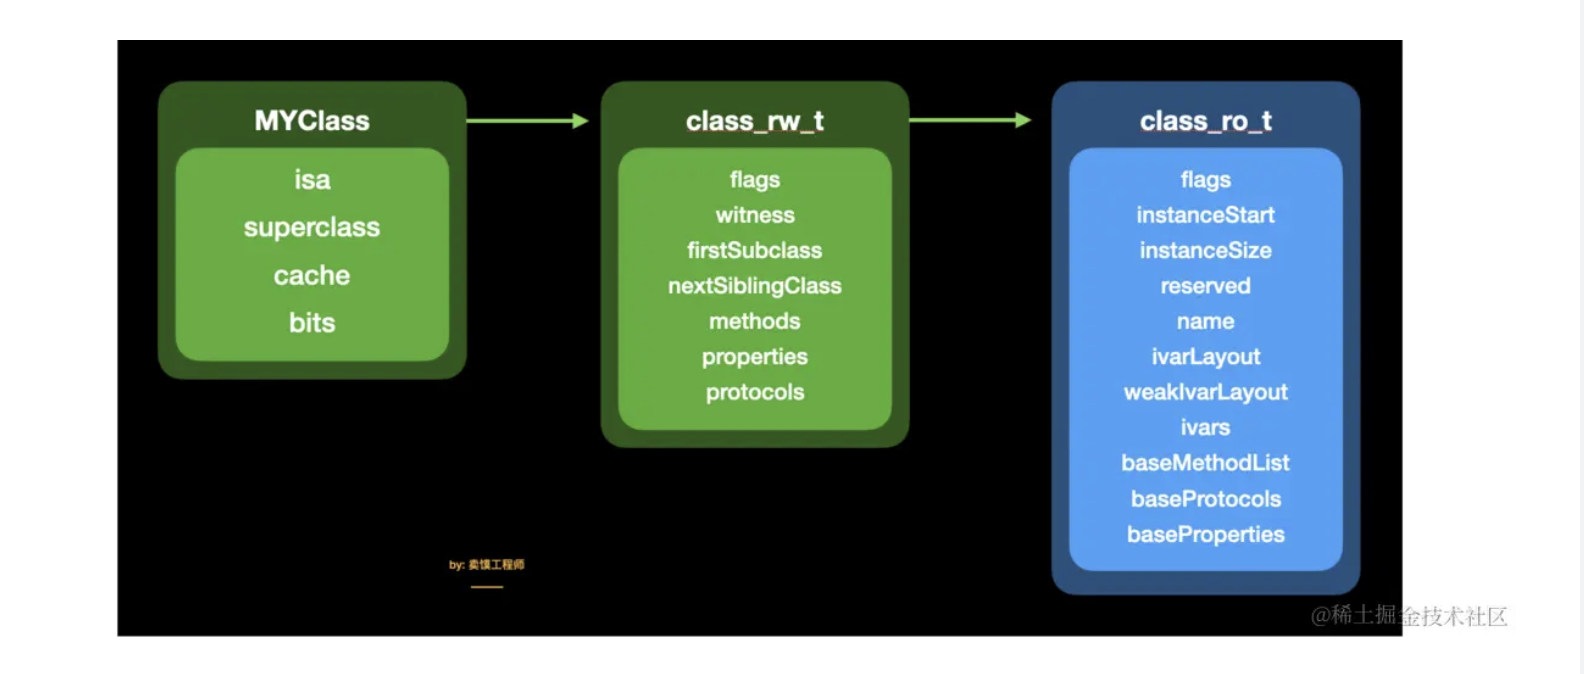 MYClass
isa
superclass
cache
bits
class_rw_t
flags
witness
firstSubclass
nextSiblingClass
methods
properties
protocols
class_ro_t
flags
instanceStart
instanceSize
reserved
name
ivarLayout
weakIvarLayout
ivars
baseMethodList
baseProtocols
baseProperties
by: 卖馍工程师
@稀土掘金技术社区